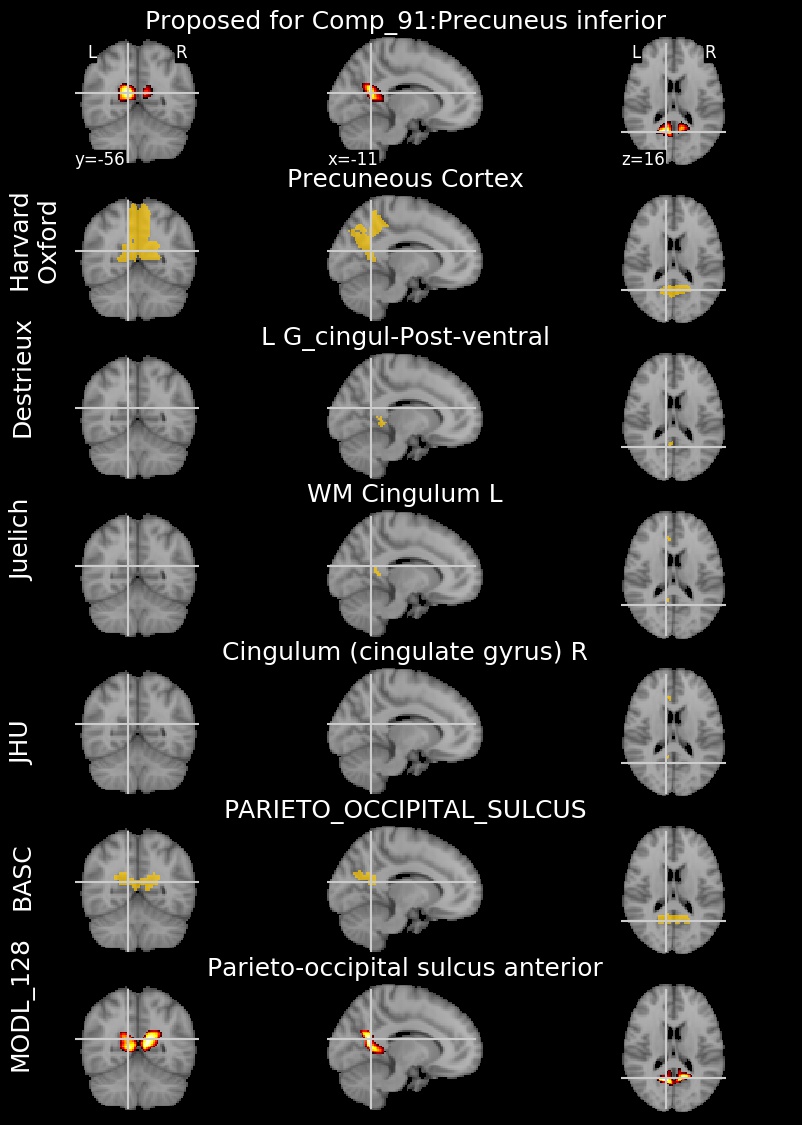 Proposed for Comp_91:Precuneus inferior
L R
L R
y=-56
x=-11
z=16
Precuneous Cortex
Harvard
Oxford
L G_cingul-Post-ventral
Destrieux
WM Cingulum L
Juelich
Cingulum (cingulate gyrus) R
JHU
PARIETO_OCCIPITAL_SULCUS
BASC
Parieto-occipital sulcus anterior
MODL_128